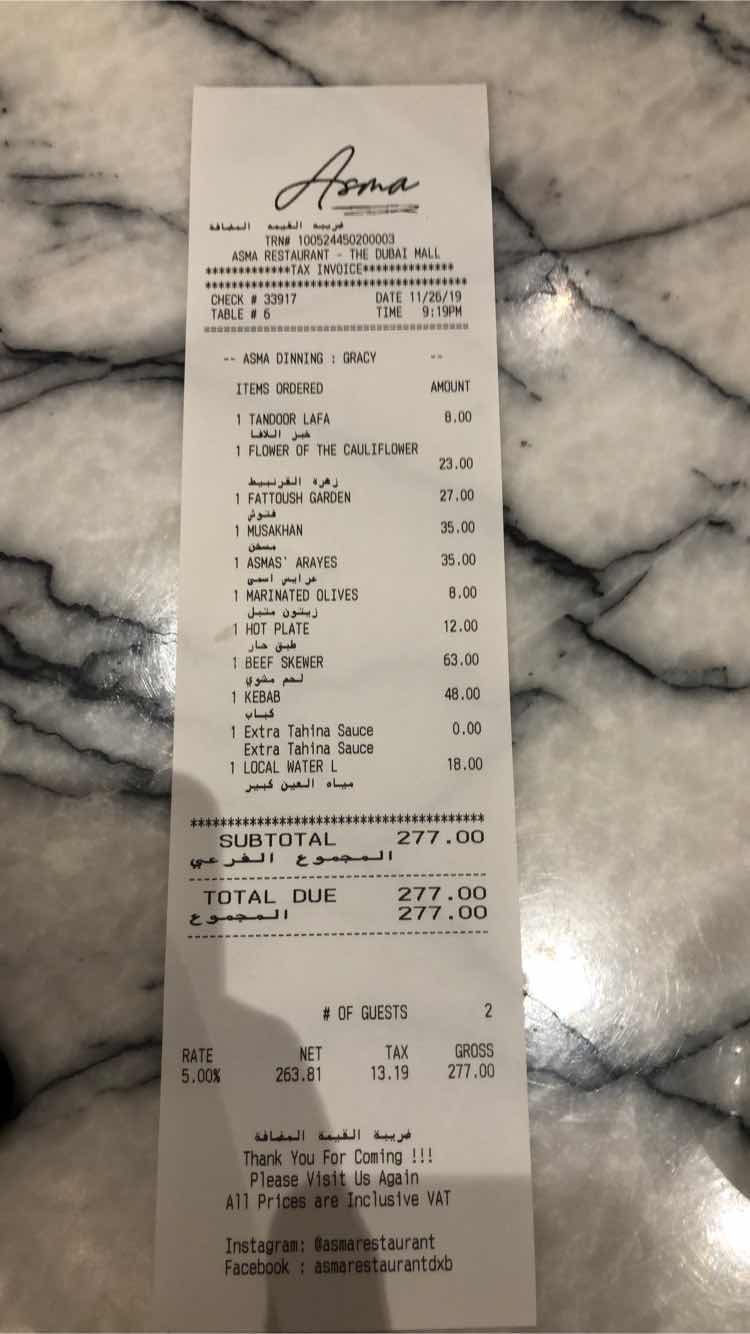 Asma
ضريبة القيمة المضافة
TRN# 100524450200003
ASMA RESTAURANT - THE DUBAI MALL
*************TAX INVOICE**************
****************************************
CHECK # 33917 DATE 11/26/19
TABLE # 6 TIME 9:19PM
========================================
-- ASMA DINNING : GRACY --
ITEMS ORDERED AMOUNT
1 TANDOOR LAFA 8.00
خبز اللافا
1 FLOWER OF THE CAULIFLOWER
23.00
زهرة القرنبيط
1 FATTOUSH GARDEN 27.00
فتوش
1 MUSAKHAN 35.00
مسخن
1 ASMAS' ARAYES 35.00
عرايس اسمى
1 MARINATED OLIVES 8.00
زيتون متبل
1 HOT PLATE 12.00
طبق حار
1 BEEF SKEWER 63.00
لحم مشوي
1 KEBAB 48.00
كباب
1 Extra Tahina Sauce 0.00
Extra Tahina Sauce
1 LOCAL WATER L 18.00
مياه العين كبير
****************************************
SUBTOTAL 277.00
المجموع الفرعي
----------------------------------------
TOTAL DUE 277.00
المجموع 277.00
----------------------------------------
# OF GUESTS 2
RATE NET TAX GROSS
5.00% 263.81 13.19 277.00
ضريبة القيمة المضافة
Thank You For Coming !!!
Please Visit Us Again
All Prices are Inclusive VAT
Instagram: @asmarestaurant
Facebook : asmarestaurantdxb